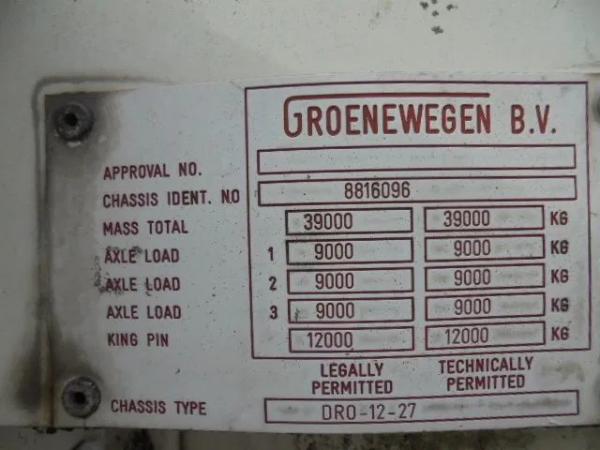 GROENEWEGEN B.V.
APPROVAL NO.
CHASSIS IDENT. NO 8816096
MASS TOTAL 39000 39000 KG
AXLE LOAD 1 9000 9000 KG
AXLE LOAD 2 9000 9000 KG
AXLE LOAD 3 9000 9000 KG
KING PIN 12000 12000 KG
LEGALLY PERMITTED TECHNICALLY PERMITTED
CHASSIS TYPE DRO-12-27